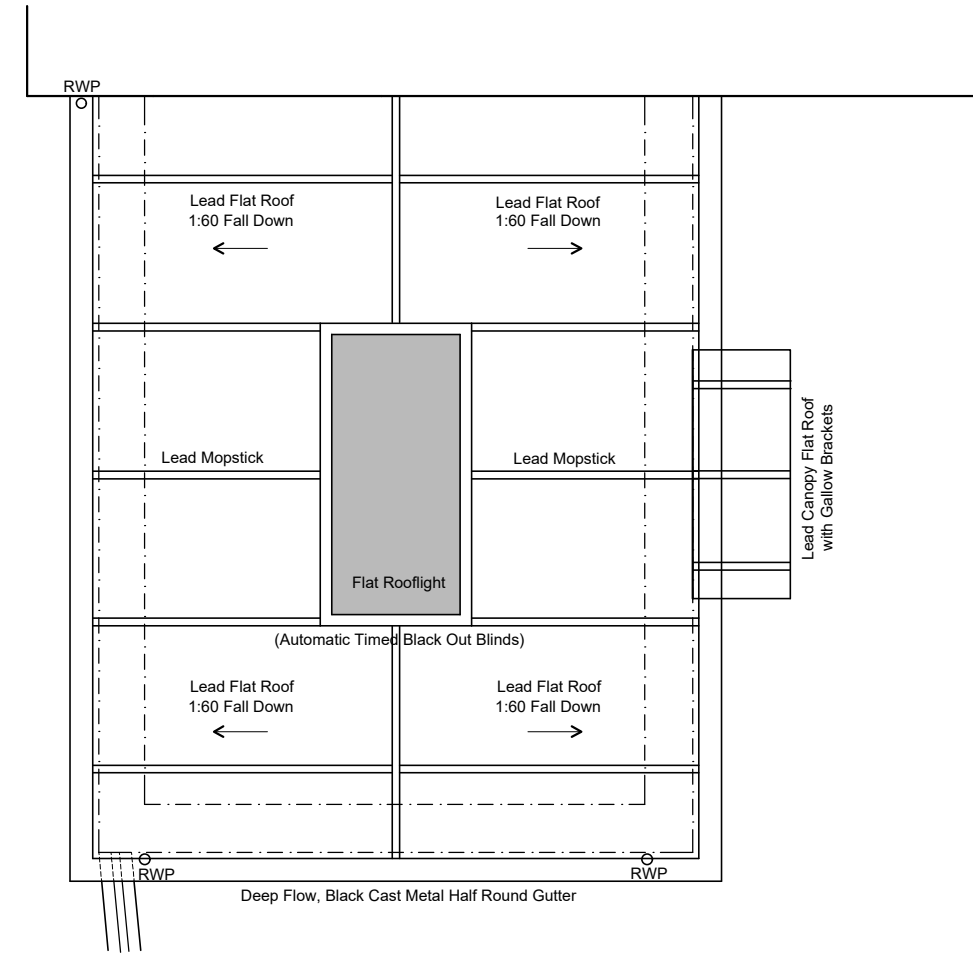 RWP
Lead Flat Roof
1:60 Fall Down
Lead Flat Roof
1:60 Fall Down
Lead Mopstick
Lead Mopstick
Lead Canopy Flat Roof
with Gallow Brackets
Flat Rooflight
(Automatic Timed Black Out Blinds)
Lead Flat Roof
1:60 Fall Down
Lead Flat Roof
1:60 Fall Down
RWP
RWP
Deep Flow, Black Cast Metal Half Round Gutter